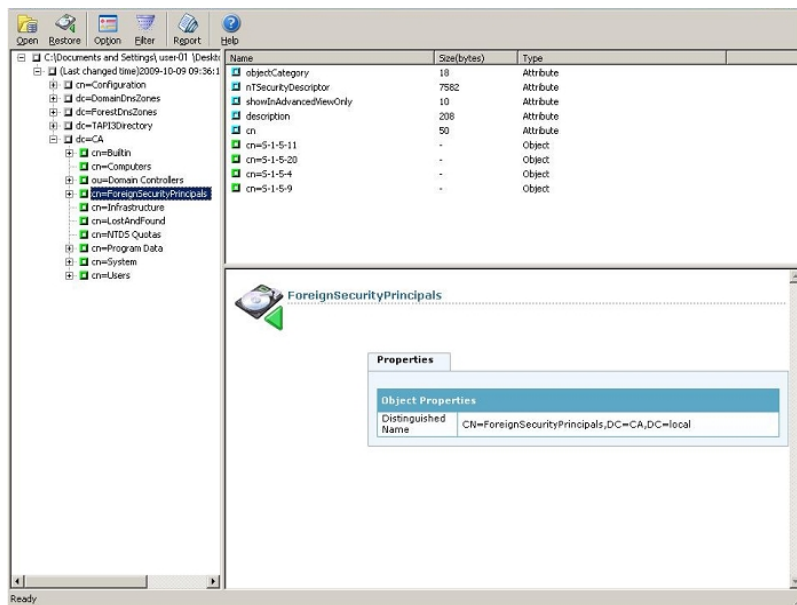 Open Restore Option Filter Report Help
C:\Documents and Settings\ user-01 \Deskto
(Last changed time)2009-10-09 09:36:1
cn=Configuration
dc=DomainDnsZones
dc=ForestDnsZones
dc=TAPI3Directory
dc=CA
cn=Builtin
cn=Computers
ou=Domain Controllers
cn=ForeignSecurityPrincipals
cn=Infrastructure
cn=LostAndFound
cn=NTDS Quotas
cn=Program Data
cn=System
cn=Users
Name Size(bytes) Type
objectCategory 18 Attribute
nTSecurityDescriptor 7582 Attribute
showInAdvancedViewOnly 10 Attribute
description 208 Attribute
cn 50 Attribute
cn=S-1-5-11 - Object
cn=S-1-5-20 - Object
cn=S-1-5-4 - Object
cn=S-1-5-9 - Object
ForeignSecurityPrincipals
Properties
Object Properties
Distinguished Name CN=ForeignSecurityPrincipals,DC=CA,DC=local
Ready